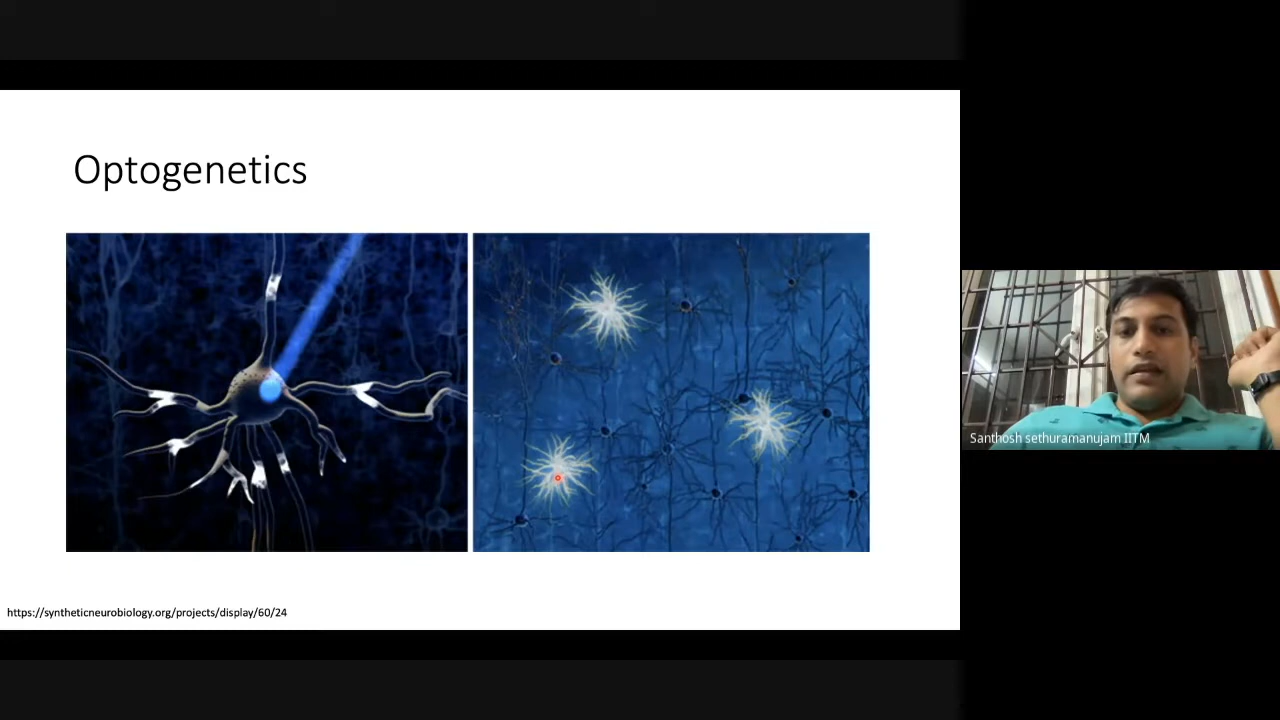 Optogenetics
Santhosh sethuramanujam IITM
https://syntheticneurobiology.org/projects/display/60/24